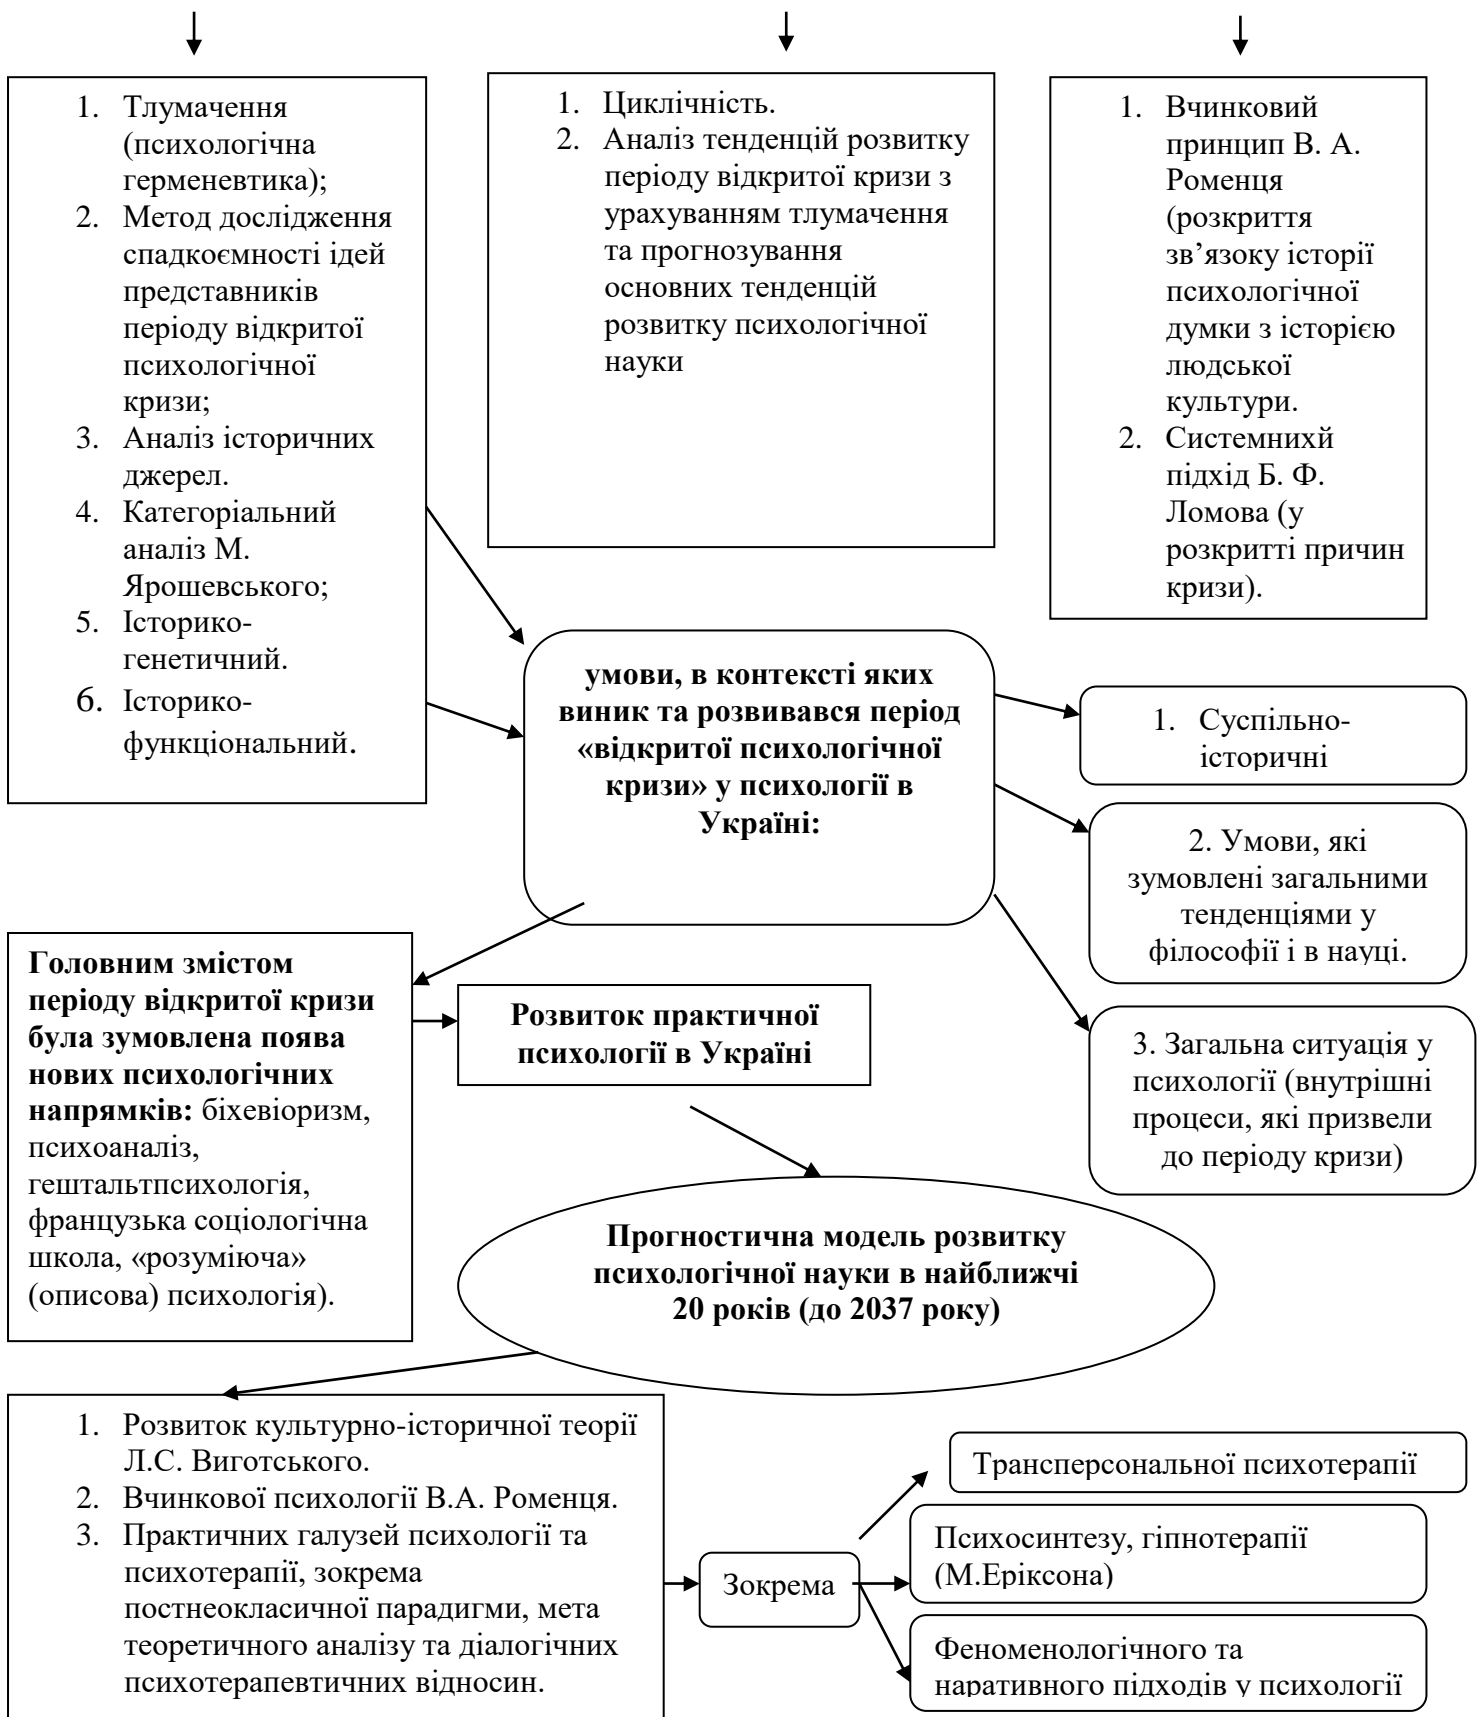 1. Тлумачення
(психологічна
герменевтика);
2. Метод дослідження
спадкоємності ідей
представників
періоду відкритої
психологічної
кризи;
3. Аналіз історичних
джерел.
4. Категоріальний
аналіз М.
Ярошевського;
5. Історико-
генетичний.
6. Історико-
функціональний.
1. Циклічність.
2. Аналіз тенденцій розвитку
періоду відкритої кризи з
урахуванням тлумачення
та прогнозування
основних тенденцій
розвитку психологічної
науки
1. Вчинковий
принцип В. А.
Роменця
(розкриття
зв’язоку історії
психологічної
думки з історією
людської
культури.
2. Системнихй
підхід Б. Ф.
Ломова (у
розкритті причин
кризи).
умови, в контексті яких
виник та розвивався період
«відкритої психологічної
кризи» у психології в
Україні:
1. Суспільно-
історичні
2. Умови, які
зумовлені загальними
тенденціями у
філософії і в науці.
3. Загальна ситуація у
психології (внутрішні
процеси, які призвели
до періоду кризи)
Головним змістом
періоду відкритої кризи
була зумовлена поява
нових психологічних
напрямків: біхевіоризм,
психоаналіз,
гештальтпсихологія,
французька соціологічна
школа, «розуміюча»
(описова) психологія).
Розвиток практичної
психології в Україні
Прогностична модель розвитку
психологічної науки в найближчі
20 років (до 2037 року)
1. Розвиток культурно-історичної теорії
Л.С. Виготського.
2. Вчинкової психології В.А. Роменця.
3. Практичних галузей психології та
психотерапії, зокрема
постнеокласичної парадигми, мета
теоретичного аналізу та діалогічних
психотерапевтичних відносин.
Зокрема
Трансперсональної психотерапії
Психосинтезу, гіпнотерапії
(М.Еріксона)
Феноменологічного та
наративного підходів у психології